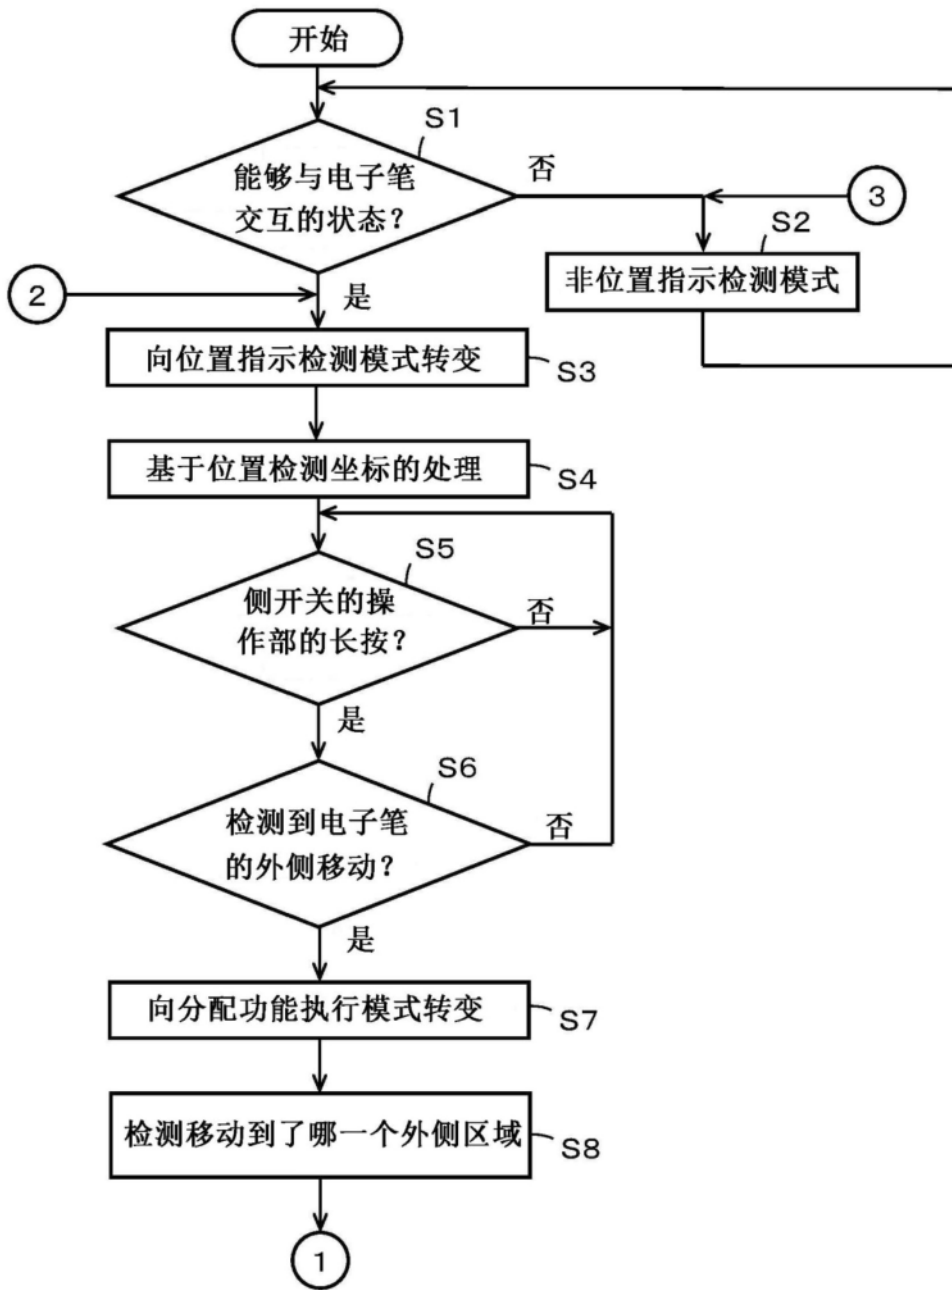 开始
S1
能够与电子笔
交互的状态？
否
3
S2
非位置指示检测模式
2
是
向位置指示检测模式转变
S3
基于位置检测坐标的处理
S4
S5
侧开关的操
作部的长按？
否
是
S6
检测到电子笔
的外侧移动？
否
是
向分配功能执行模式转变
S7
检测移动到了哪一个外侧区域
S8
1